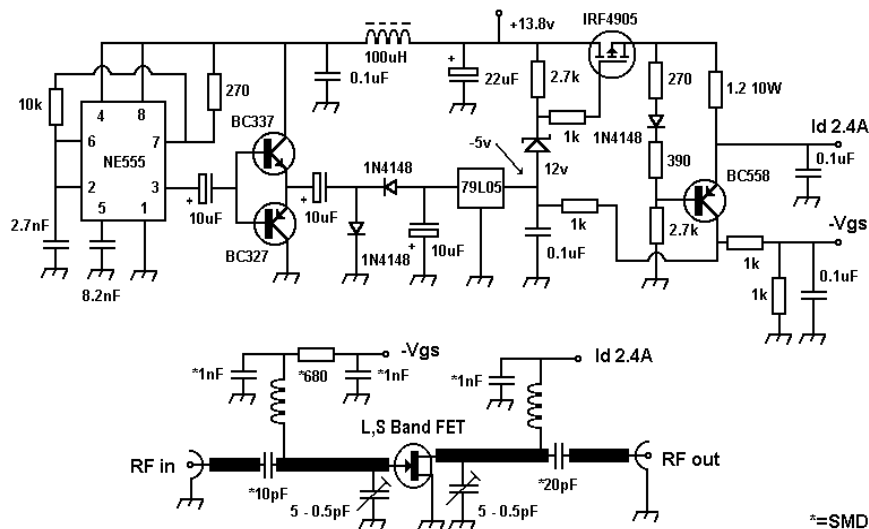 +13.8v
IRF4905
100uH
0.1uF
+
22uF
2.7k
270
1.2 10W
10k
270
4
8
6
7
NE555
2
3
5
1
BC337
BC327
1k
1N4148
Id 2.4A
0.1uF
-5v
12v
390
BC558
1N4148
79L05
+
10uF
+
10uF
1N4148
+
10uF
2.7nF
8.2nF
1k
0.1uF
2.7k
-Vgs
1k
1k
0.1uF
-Vgs
*1nF
*680
*1nF
Id 2.4A
*1nF
L,S Band FET
RF in
*10pF
5 - 0.5pF
5 - 0.5pF
*20pF
RF out
*=SMD